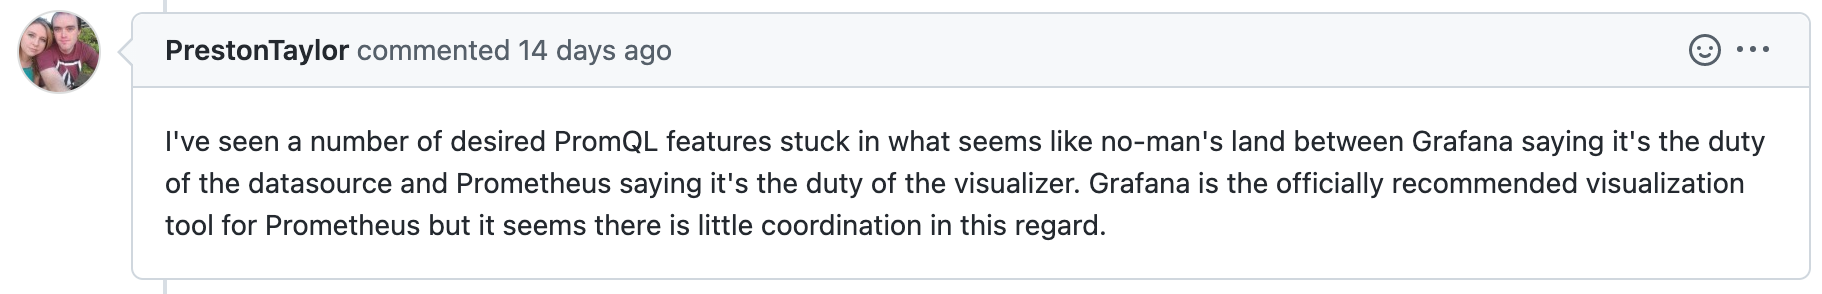 PrestonTaylor commented 14 days ago
I've seen a number of desired PromQL features stuck in what seems like no-man's land between Grafana saying it's the duty
of the datasource and Prometheus saying it's the duty of the visualizer. Grafana is the officially recommended visualization
tool for Prometheus but it seems there is little coordination in this regard.